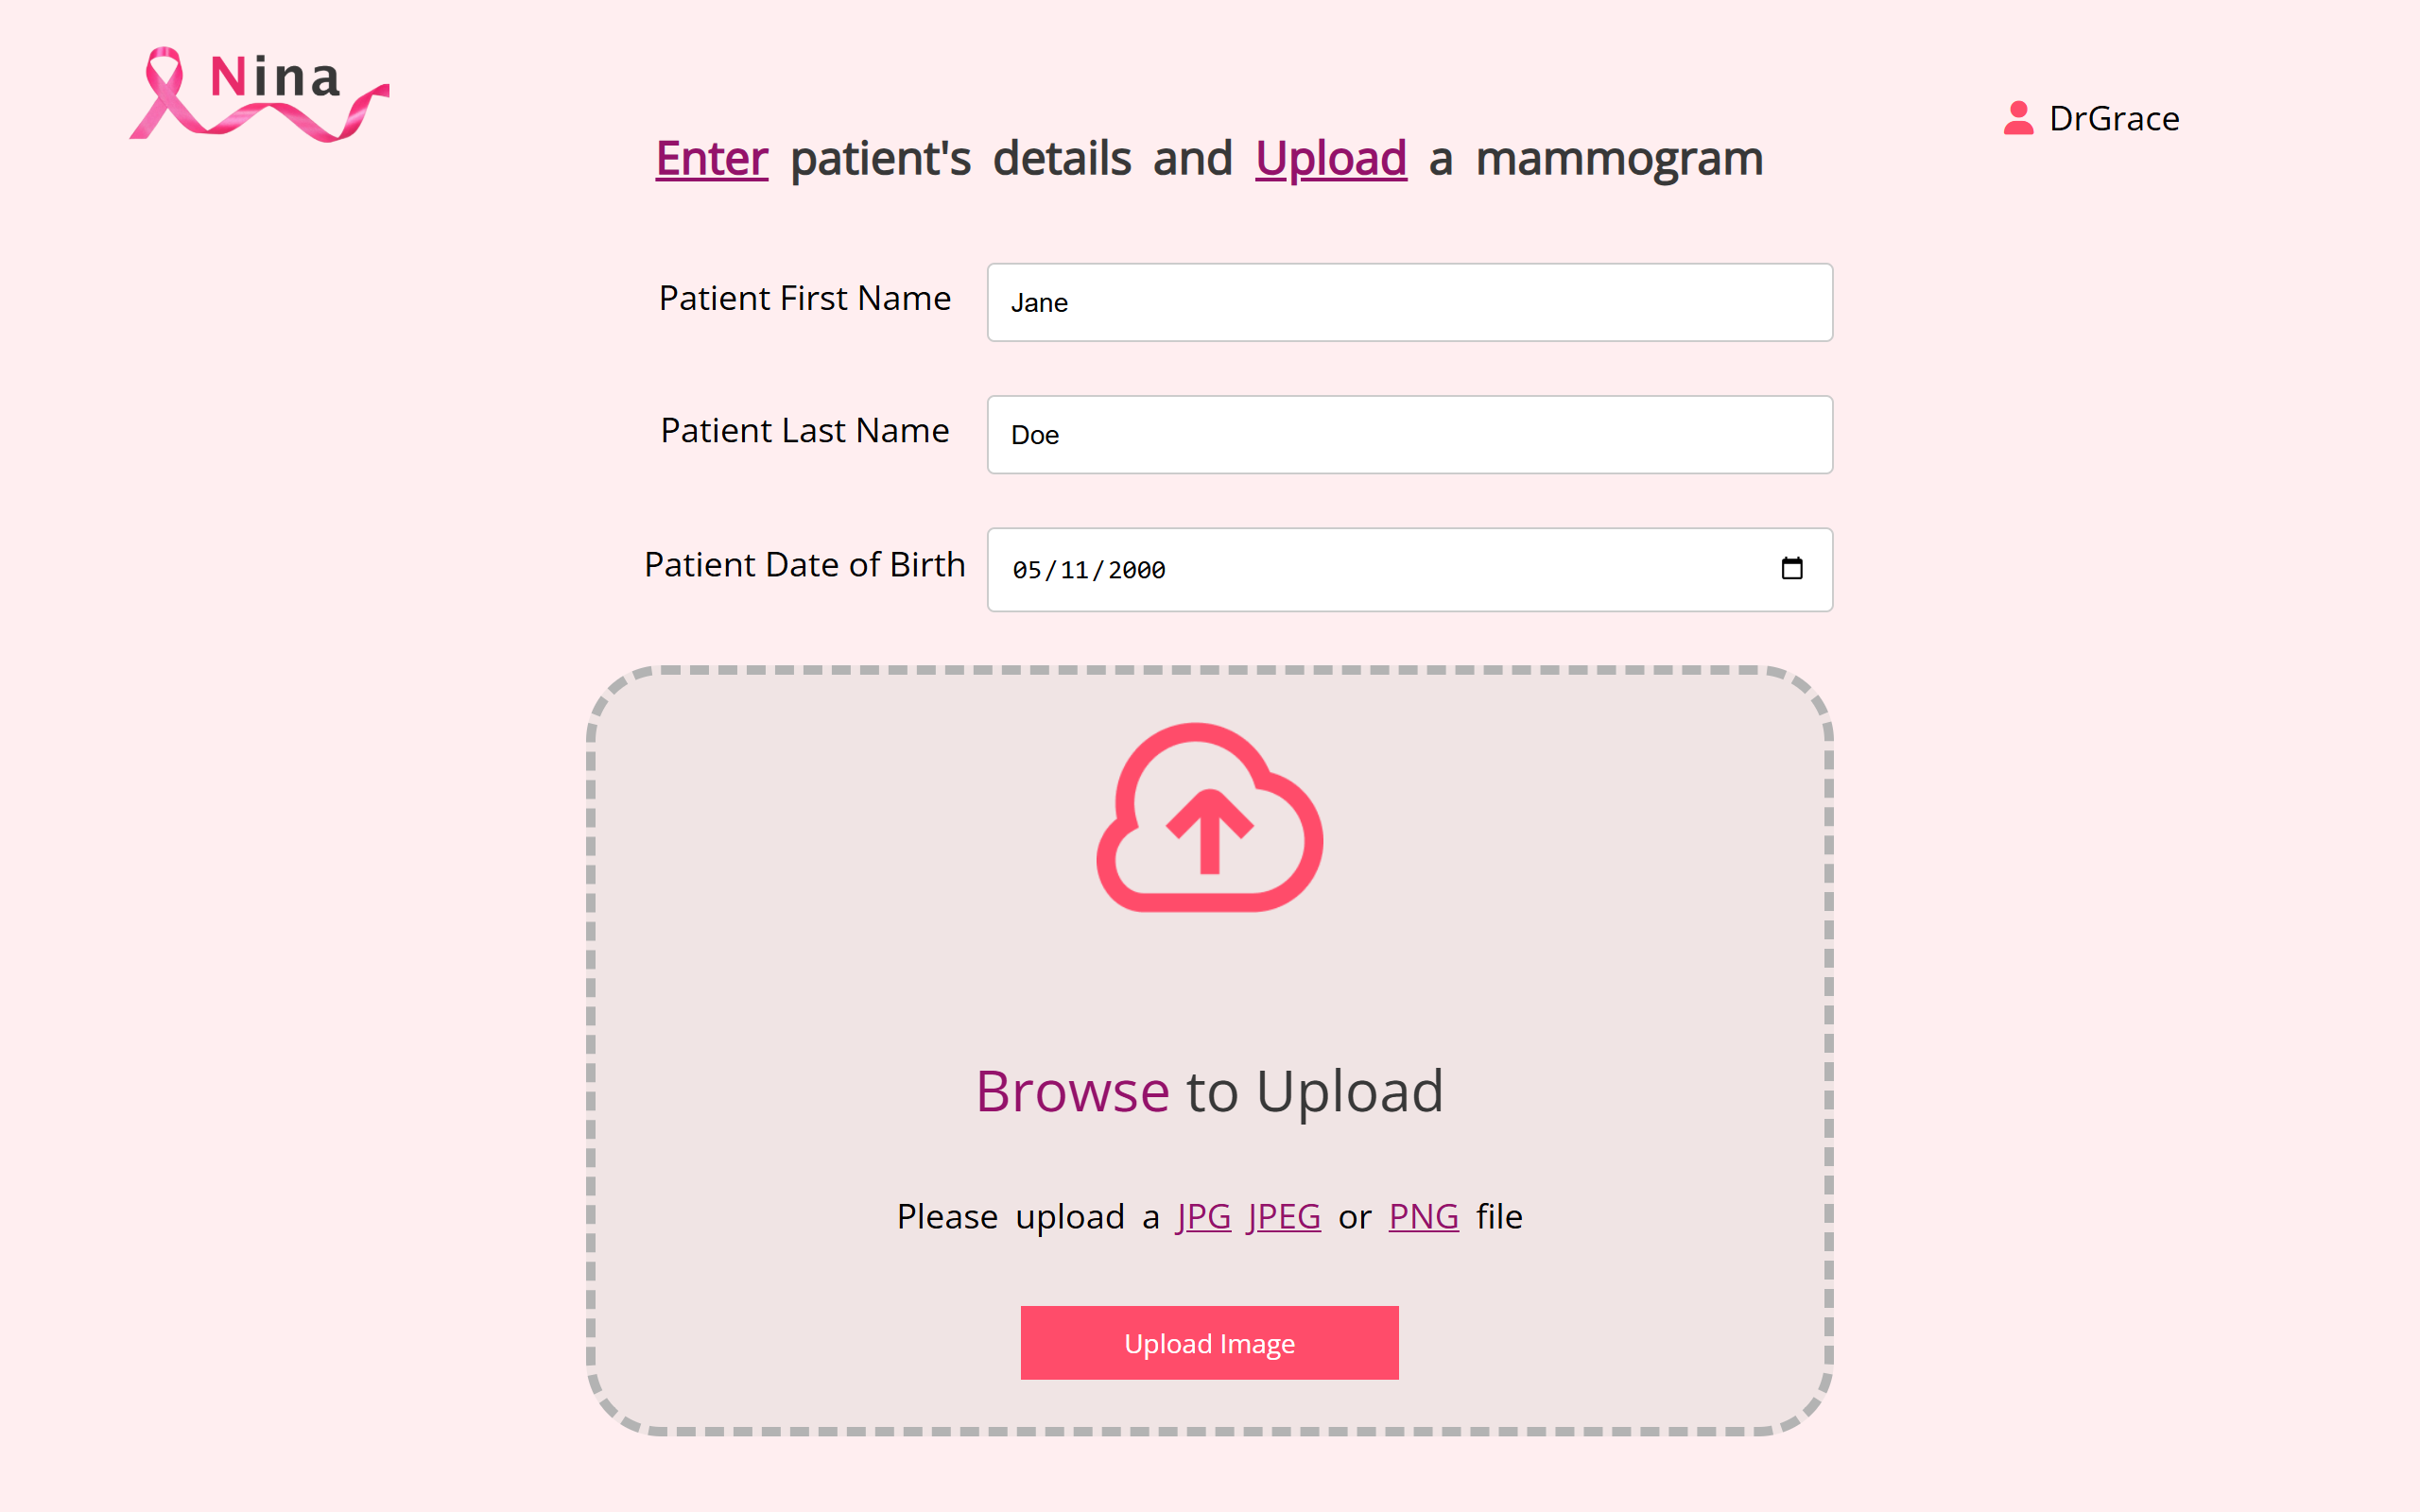 Nina
DrGrace
Enter patient's details and Upload a mammogram
Patient First Name
Jane
Patient Last Name
Doe
Patient Date of Birth
05/11/2000
Browse to Upload
Please upload a JPG JPEG or PNG file
Upload Image